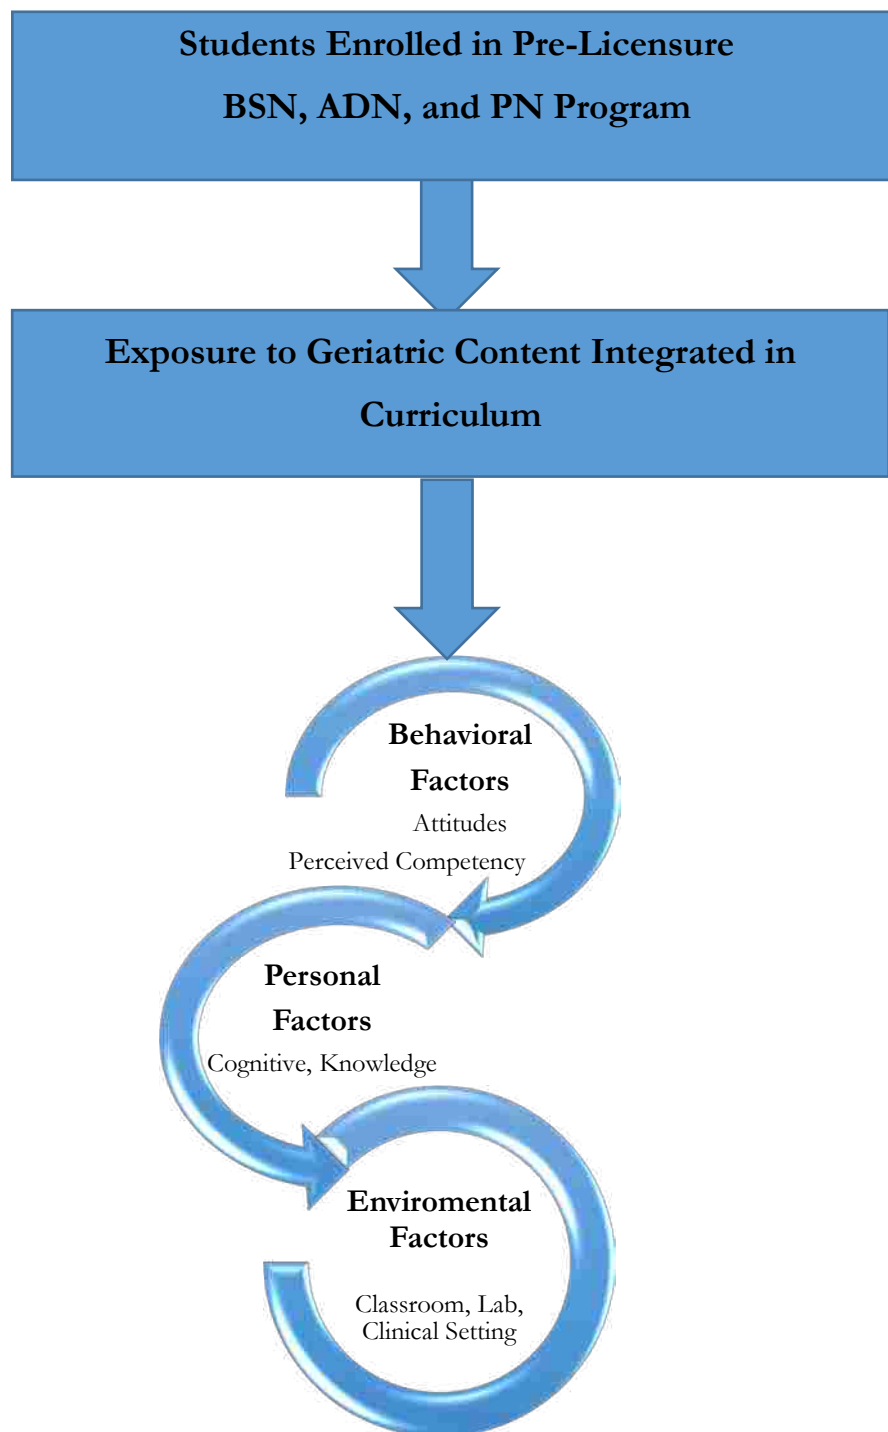 Students Enrolled in Pre-Licensure
BSN, ADN, and PN Program
Exposure to Geriatric Content Integrated in
Curriculum
Behavioral
Factors
Attitudes
Perceived Competency
Personal
Factors
Cognitive, Knowledge
Enviromental
Factors
Classroom, Lab,
Clinical Setting